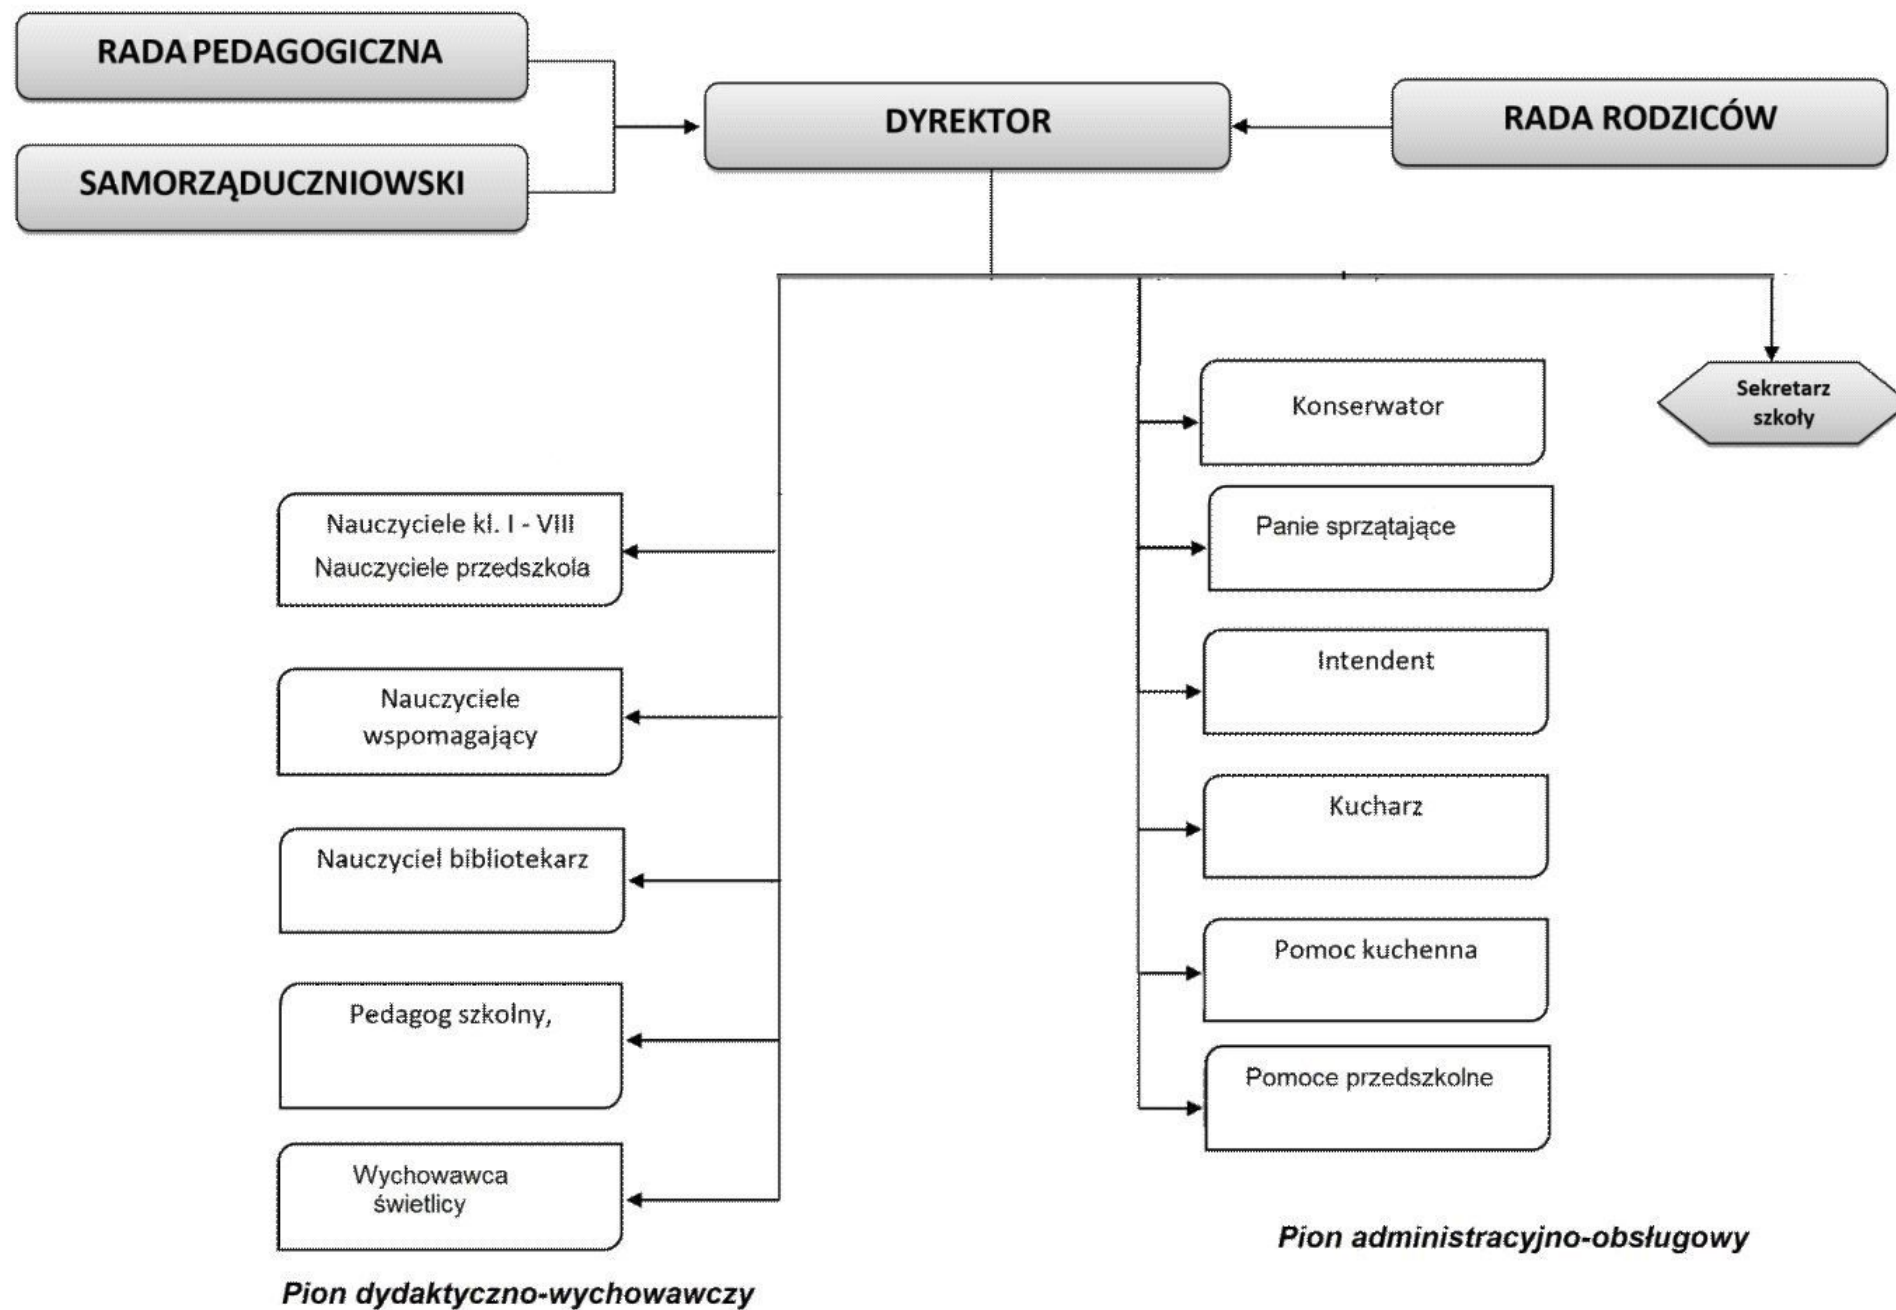 RADA PEDAGOGICZNA
SAMORZĄDUCZNIOWSKI
DYREKTOR
RADA RODZICÓW
Sekretarz
szkoły
Nauczyciele kl. I - VIII
Nauczyciele przedszkola
Nauczyciele
wspomagający
Nauczyciel bibliotekarz
Pedagog szkolny,
Wychowawca
świetlicy
Pion dydaktyczno-wychowawczy
Konserwator
Panie sprzątające
Intendent
Kucharz
Pomoc kuchenna
Pomoce przedszkolne
Pion administracyjno-obsługowy